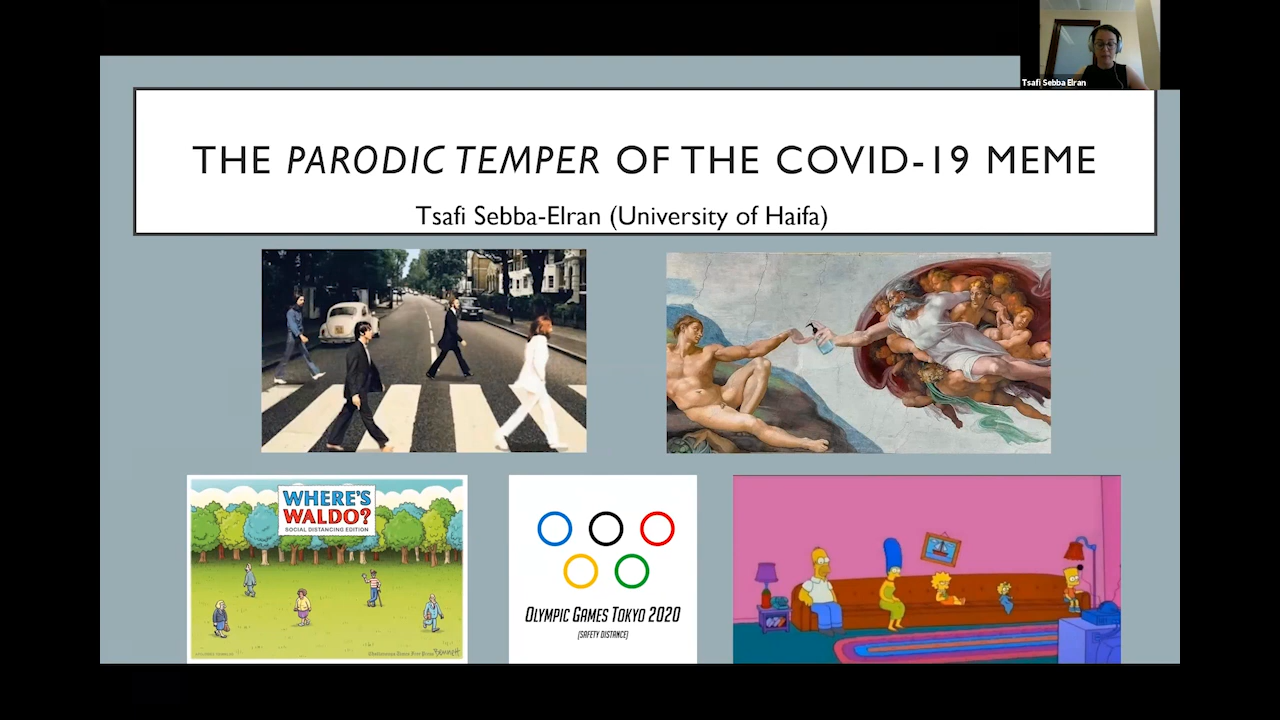 Tsafi Sebba Elran
THE PARODIC TEMPER OF THE COVID-19 MEME
Tsafi Sebba-Elran (University of Haifa)
WHERE'S
WALDO?
SOCIAL DISTANCING EDITION
OLYMPIC GAMES TOKYO 2020
(SAFETY DISTANCE)